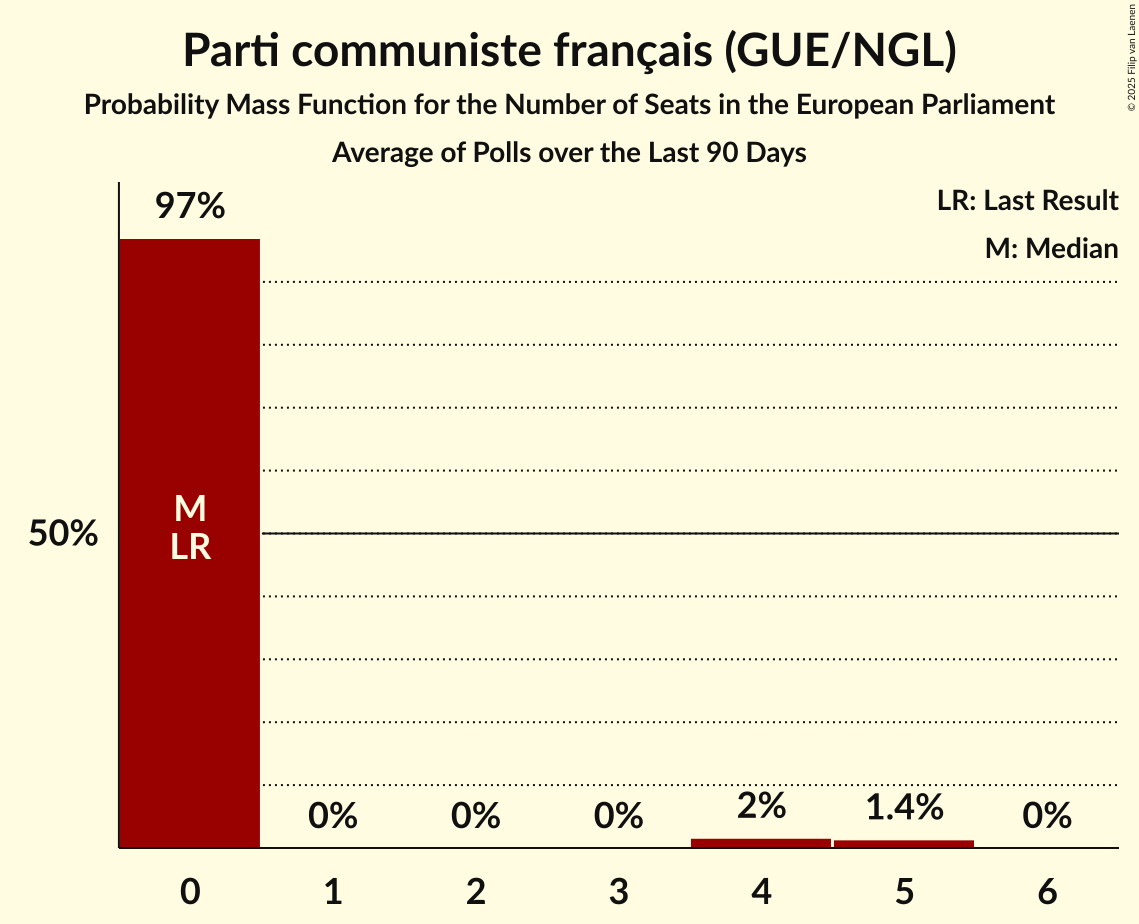 Parti communiste français (GUE/NGL)
Probability Mass Function for the Number of Seats in the European Parliament
Average of Polls over the Last 90 Days
© 2025 Filip van Laenen
LR: Last Result
M: Median
97%
M
LR
50%
0%
0%
0%
2%
1.4%
0%
0
1
2
3
4
5
6